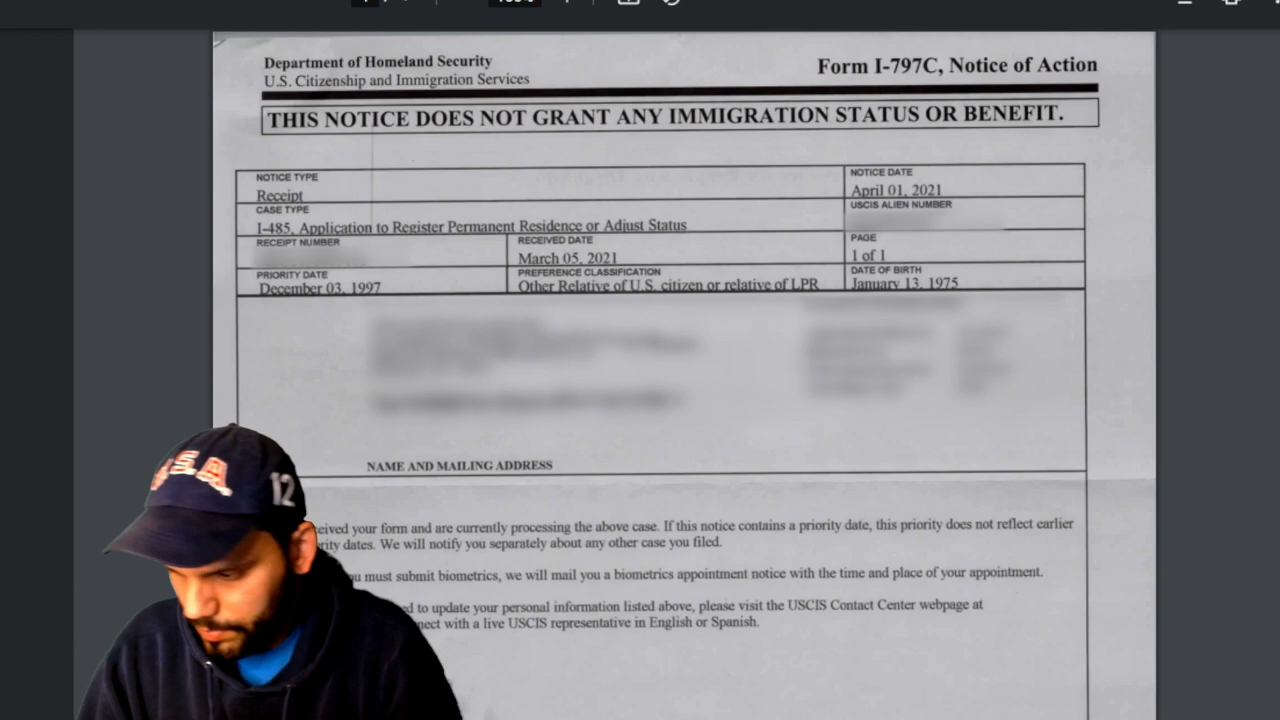 Department of Homeland Security
U.S. Citizenship and Immigration Services
Form I-797C, Notice of Action
THIS NOTICE DOES NOT GRANT ANY IMMIGRATION STATUS OR BENEFIT.
NOTICE TYPE
Receipt
NOTICE DATE
April 01, 2021
CASE TYPE
I-485, Application to Register Permanent Residence or Adjust Status
USCIS ALIEN NUMBER
RECEIPT NUMBER
RECEIVED DATE
March 05, 2021
PAGE
1 of 1
PRIORITY DATE
December 03, 1997
PREFERENCE CLASSIFICATION
Other Relative of U.S. citizen or relative of LPR
DATE OF BIRTH
January 13, 1975
NAME AND MAILING ADDRESS
your form and are currently processing the above case. If this notice contains a priority date, this priority does not reflect earlier
dates. We will notify you separately about any other case you filed.
must submit biometrics, we will mail you a biometrics appointment notice with the time and place of your appointment.
to update your personal information listed above, please visit the USCIS Contact Center webpage at
with a live USCIS representative in English or Spanish.
12